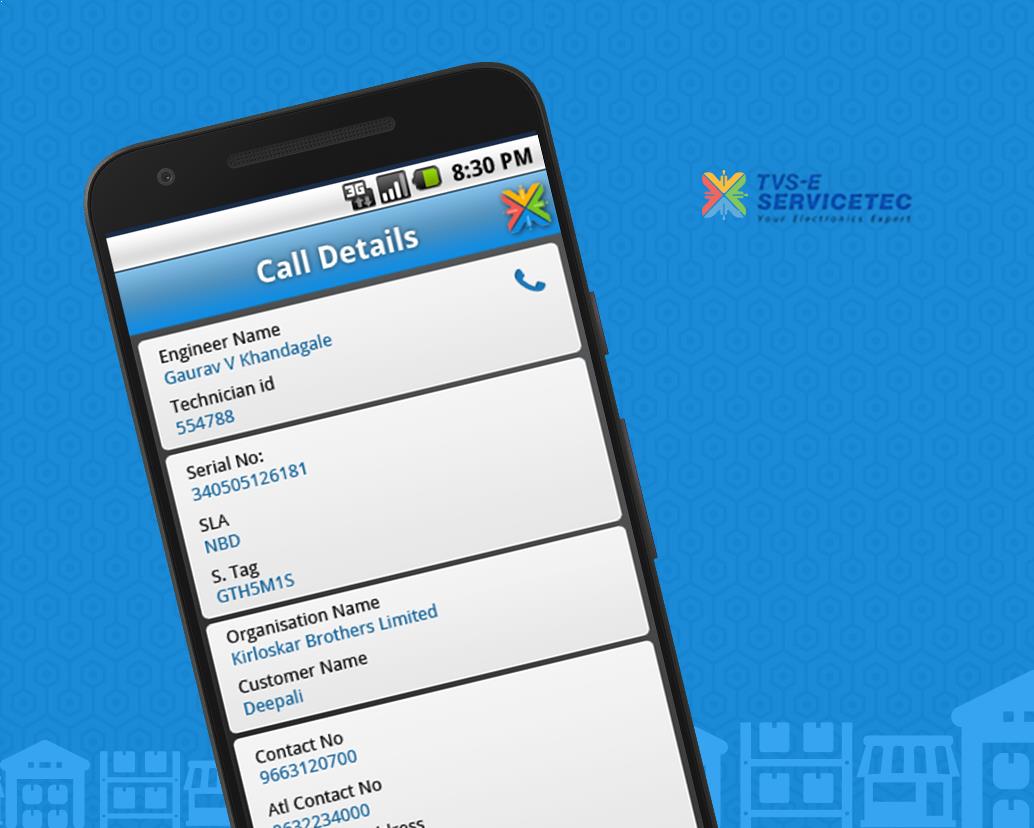 3G
8:30 PM
Call Details
TVS-E
SERVICETEC
Your Electronics Expert
Engineer Name
Gaurav V Khandagale
Technician id
554788
Serial No:
340505126181
SLA
NBD
S. Tag
GTH5M1S
Organisation Name
Kirloskar Brothers Limited
Customer Name
Deepali
Contact No
9663120700
Atl Contact No
9632234000